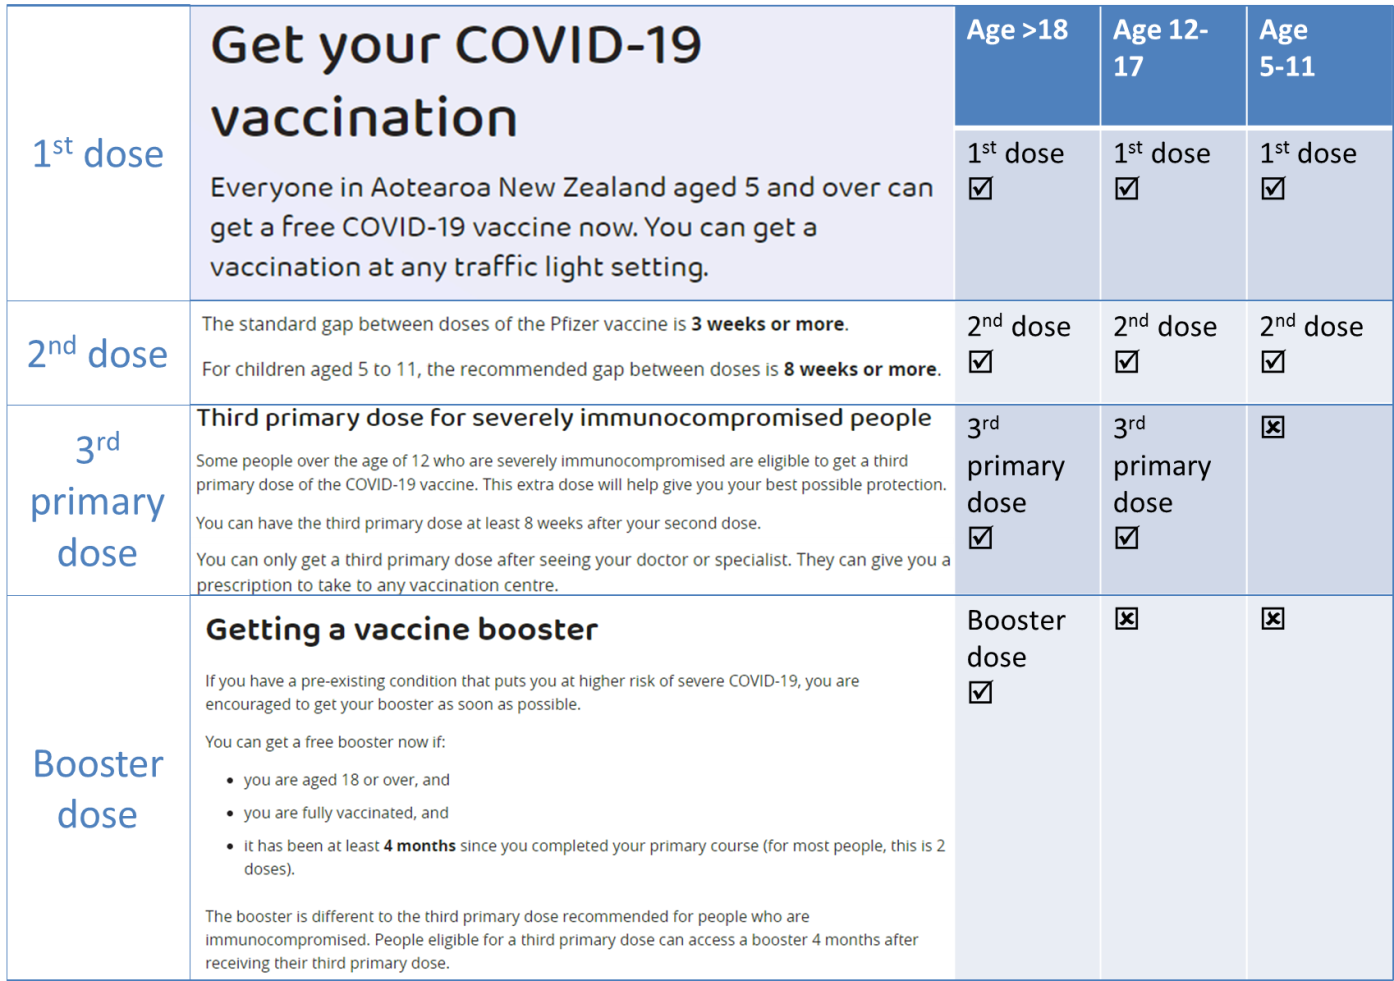 Age >18
Age 12-
17
Age
5-11
1st dose
Get your COVID-19
vaccination
Everyone in Aotearoa New Zealand aged 5 and over can
get a free COVID-19 vaccine now. You can get a
vaccination at any traffic light setting.
1st dose
☑
1st dose
☑
1st dose
☑
2nd dose
The standard gap between doses of the Pfizer vaccine is 3 weeks or more.
For children aged 5 to 11, the recommended gap between doses is 8 weeks or more.
2nd dose
☑
2nd dose
☑
2nd dose
☑
3rd
primary
dose
Third primary dose for severely immunocompromised people
Some people over the age of 12 who are severely immunocompromised are eligible to get a third
primary dose of the COVID-19 vaccine. This extra dose will help give you your best possible protection.
You can have the third primary dose at least 8 weeks after your second dose.
You can only get a third primary dose after seeing your doctor or specialist. They can give you a
prescription to take to any vaccination centre.
3rd
primary
dose
☑
3rd
primary
dose
☑
☒
Booster
dose
Getting a vaccine booster
If you have a pre-existing condition that puts you at higher risk of severe COVID-19, you are
encouraged to get your booster as soon as possible.
You can get a free booster now if:
• you are aged 18 or over, and
• you are fully vaccinated, and
• it has been at least 4 months since you completed your primary course (for most people, this is 2
doses).
The booster is different to the third primary dose recommended for people who are
immunocompromised. People eligible for a third primary dose can access a booster 4 months after
receiving their third primary dose.
Booster
dose
☑
☒
☒